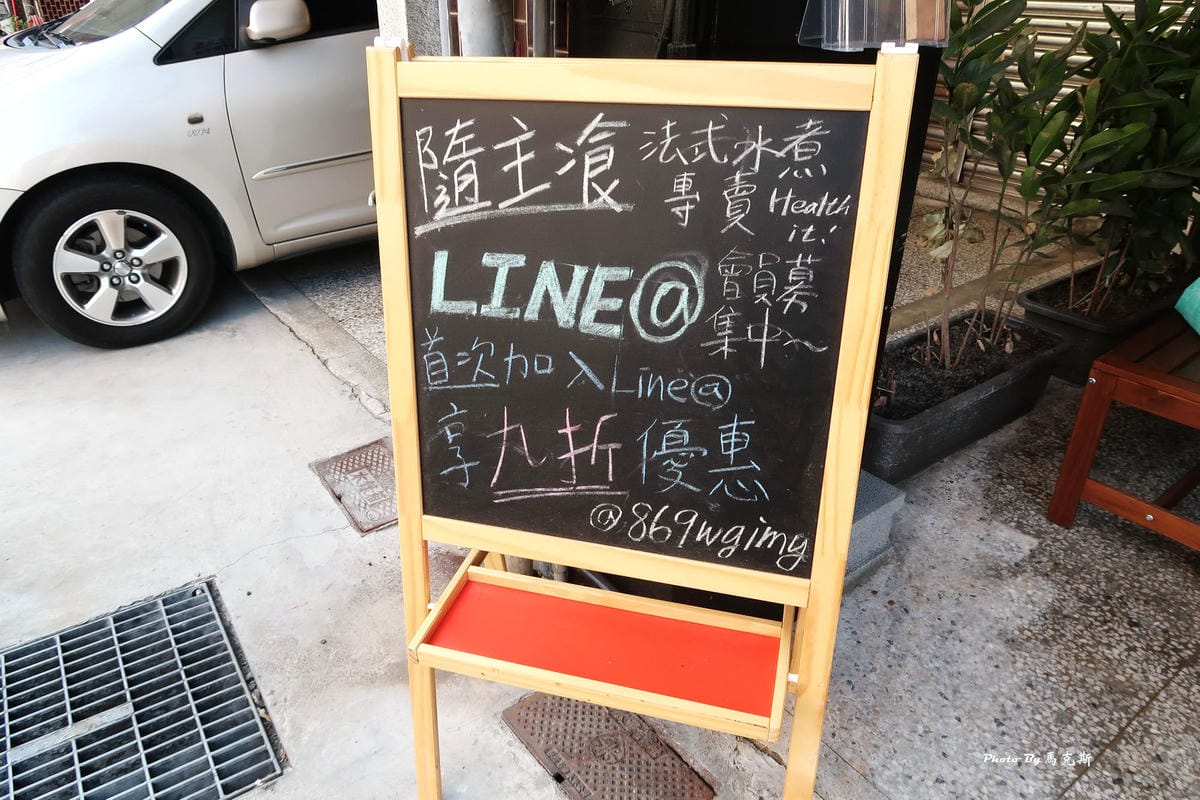 隨主飡
法式水煮
專賣 Health
it!
LINE@
會員募
集中~
首次加入Line@
享九折優惠
@869wgimy
Photo By 馬克斯